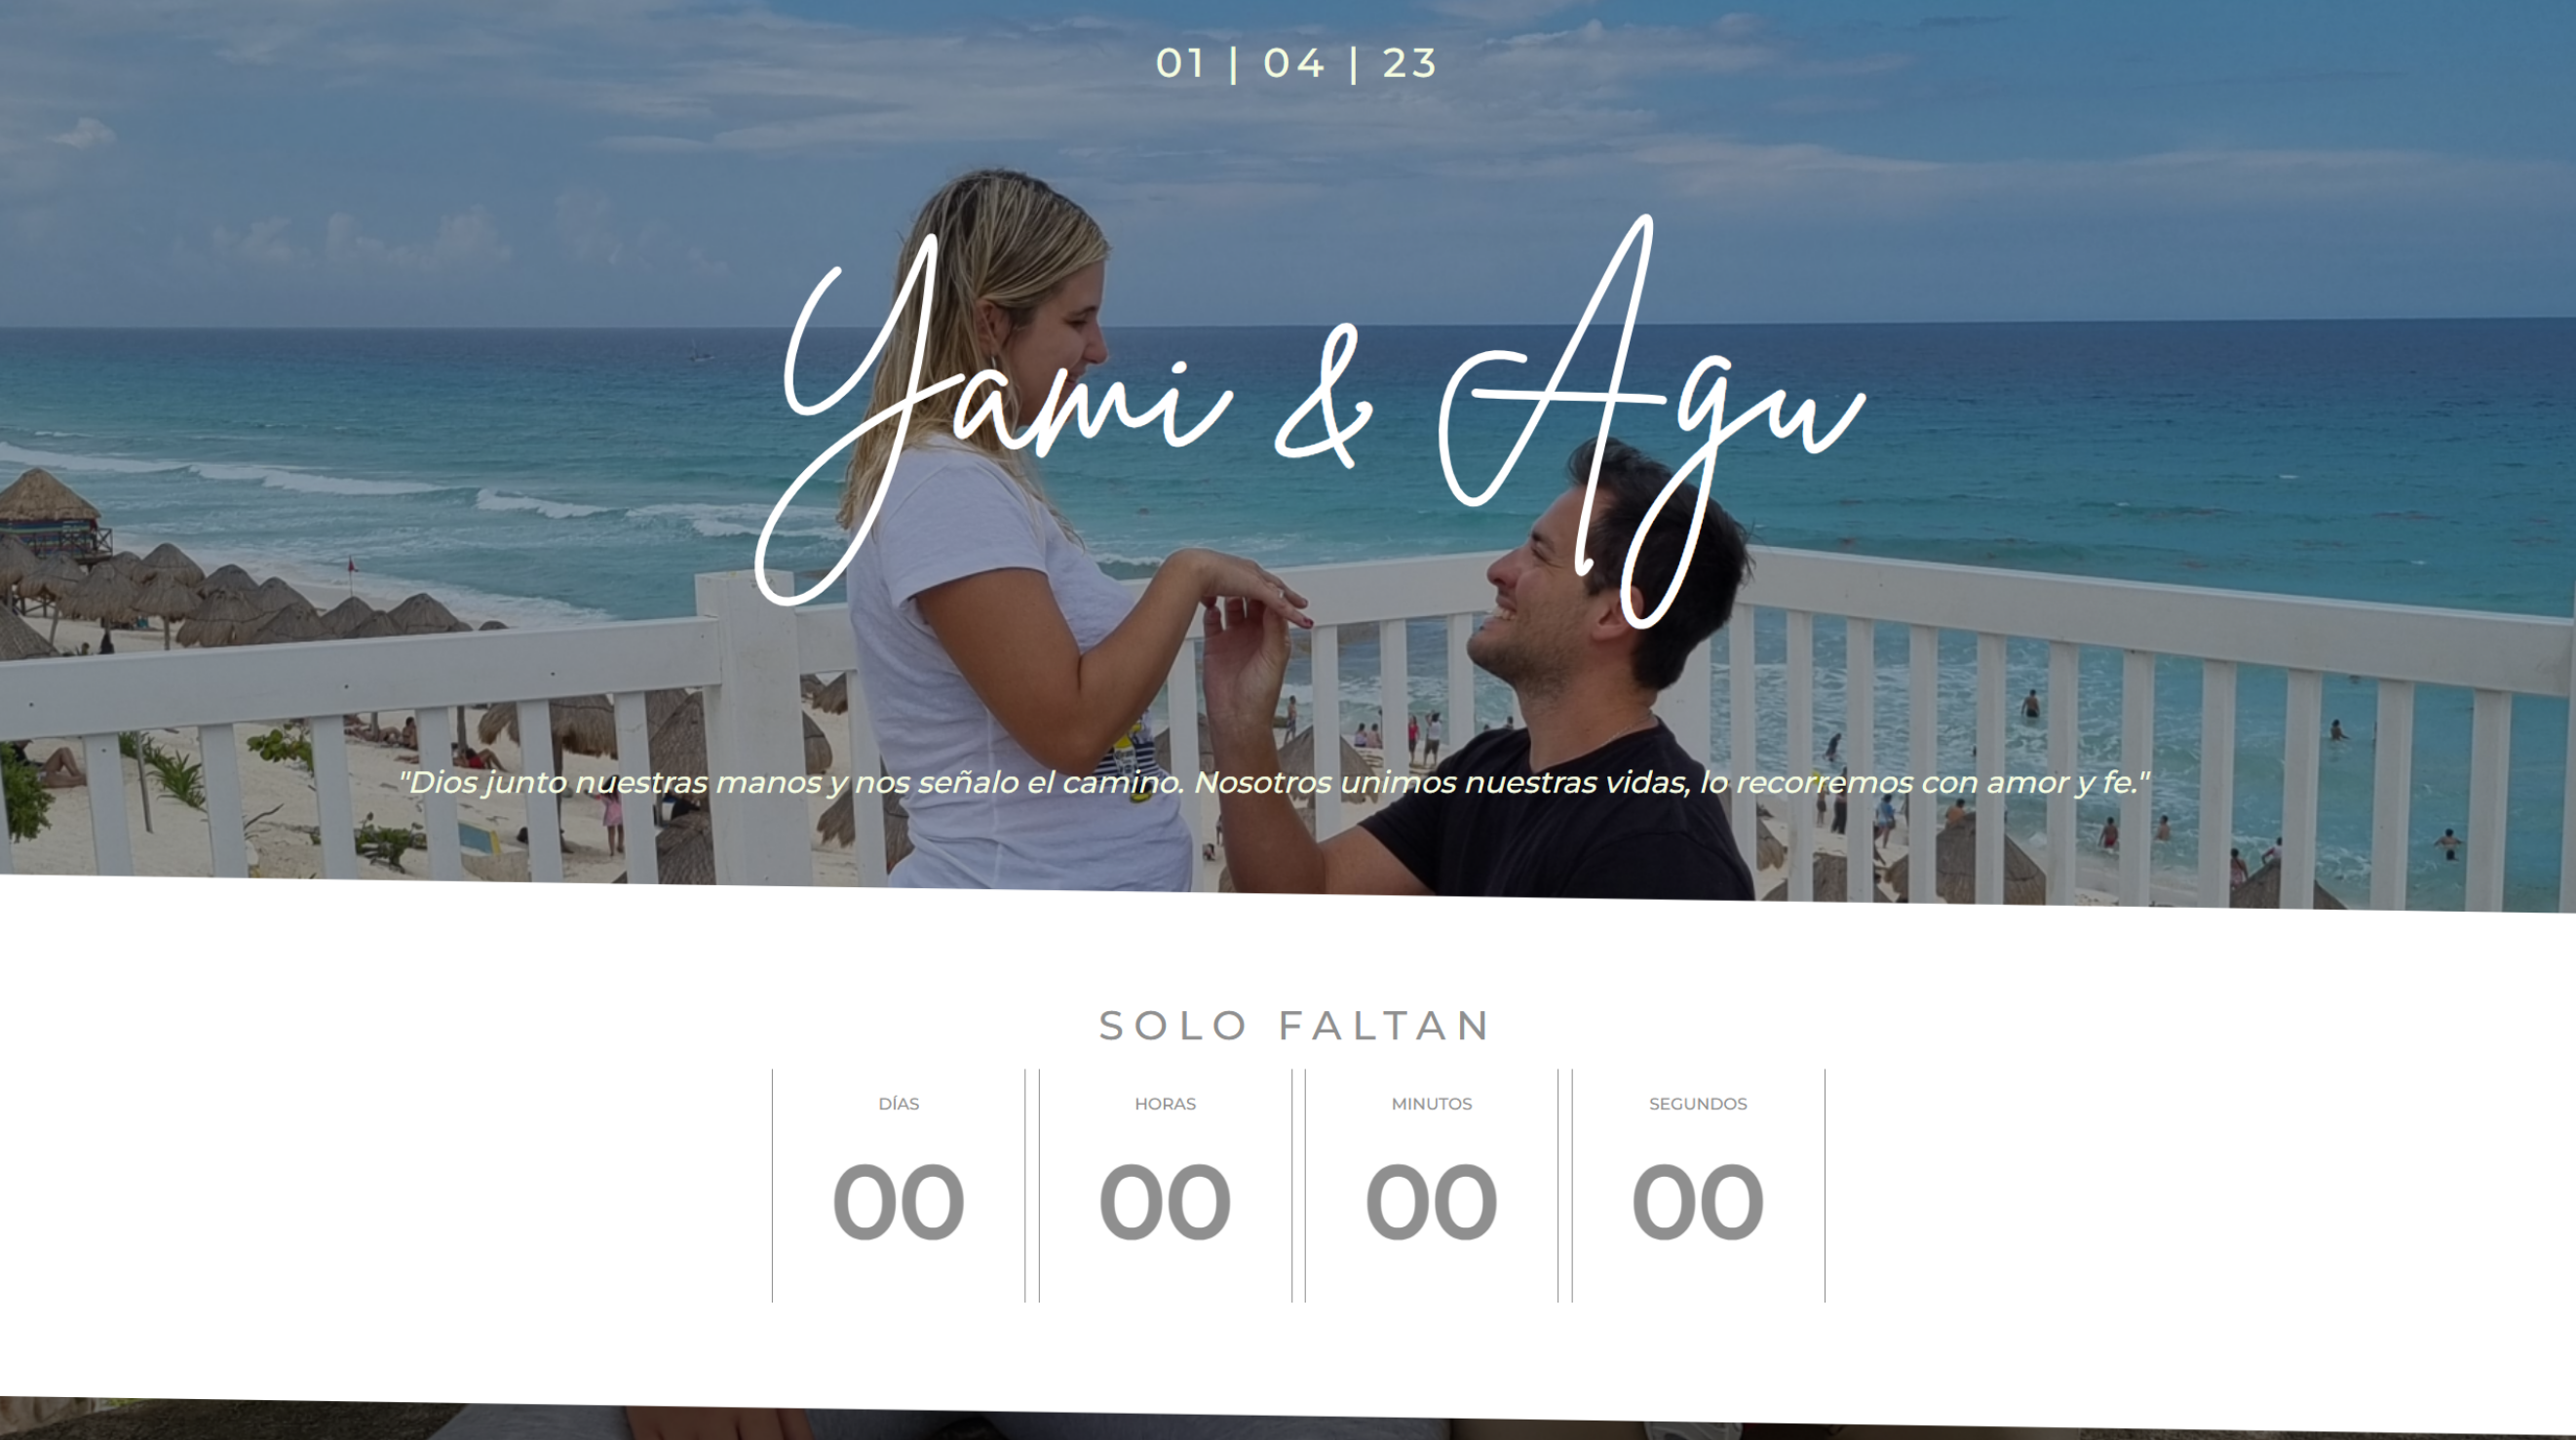 01 | 04 | 23
Yami & Agu
"Dios junto nuestras manos y nos señalo el camino. Nosotros unimos nuestras vidas, lo recorremos con amor y fe."
SOLO FALTAN
DÍAS HORAS MINUTOS SEGUNDOS
00 00 00 00